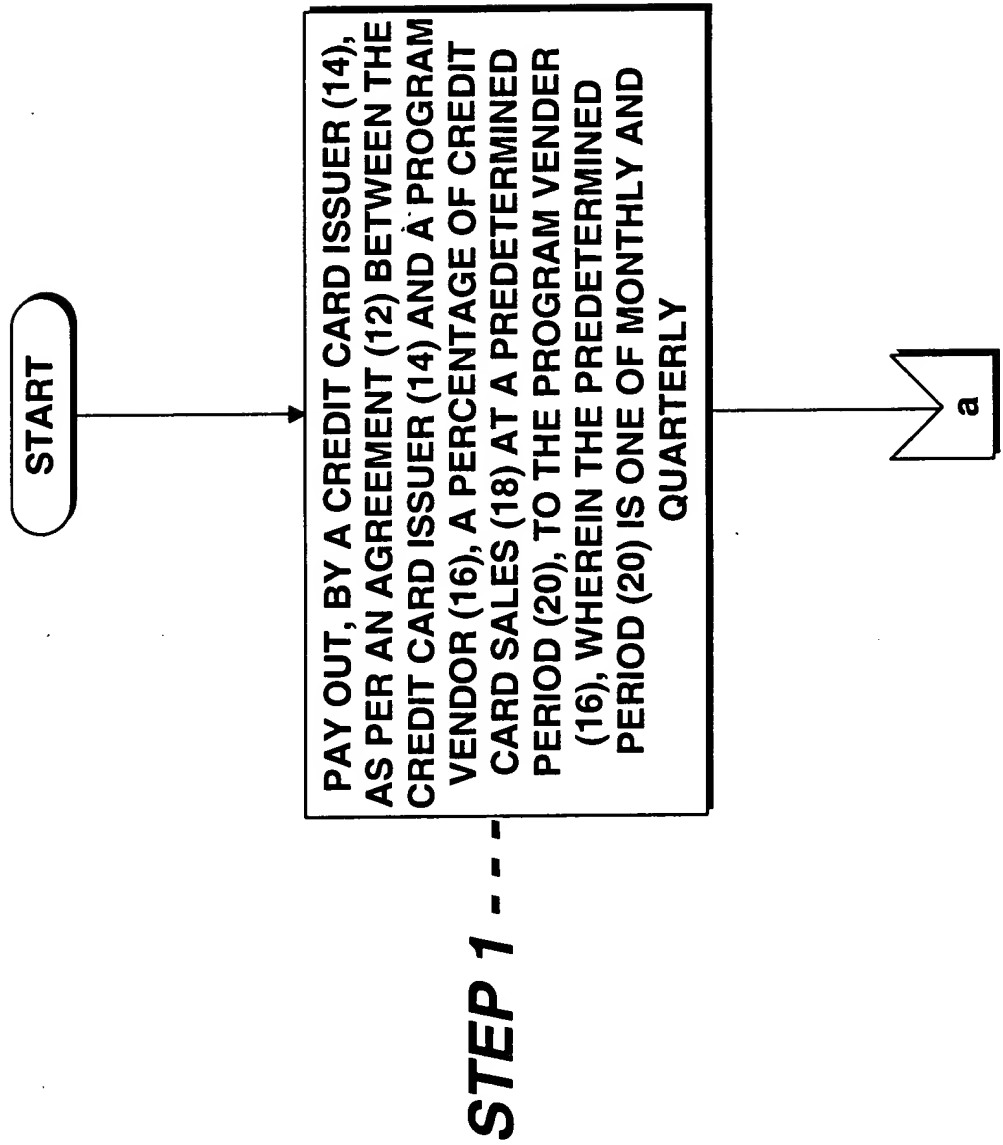 START
PAY OUT, BY A CREDIT CARD ISSUER (14),
AS PER AN AGREEMENT (12) BETWEEN THE
CREDIT CARD ISSUER (14) AND A PROGRAM
VENDOR (16), A PERCENTAGE OF CREDIT
CARD SALES (18) AT A PREDETERMINED
PERIOD (20), TO THE PROGRAM VENDER
(16), WHEREIN THE PREDETERMINED
PERIOD (20) IS ONE OF MONTHLY AND
QUARTERLY
STEP 1 - - -
a